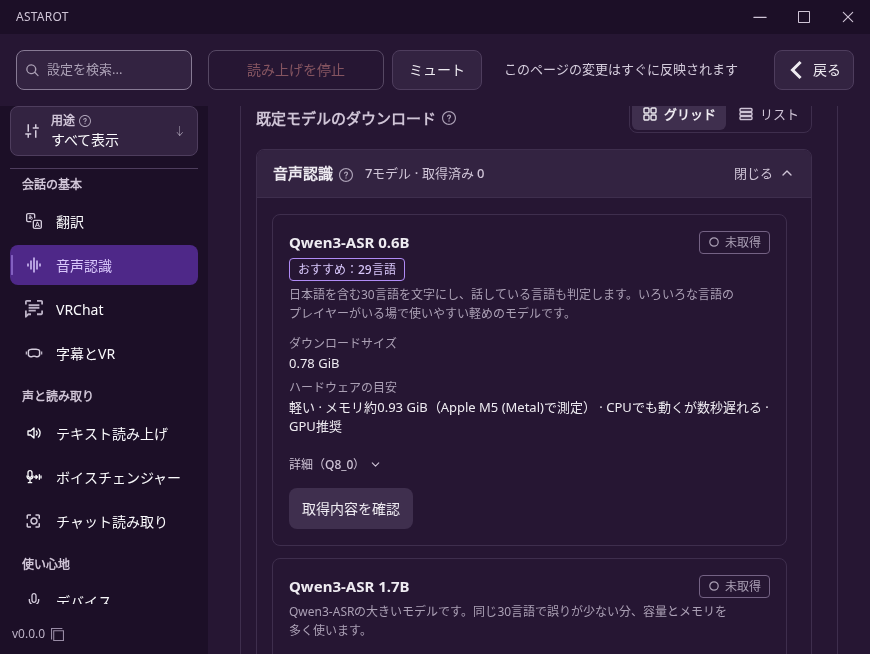 ASTAROT
設定を検索...
読み上げを停止
ミュート
このページの変更はすぐに反映されます
戻る
用途
すべて表示
会話の基本
翻訳
音声認識
VRChat
字幕とVR
声と読み取り
テキスト読み上げ
ボイスチェンジャー
チャット読み取り
使い心地
デバイス
v0.0.0
既定モデルのダウンロード
グリッド
リスト
音声認識 7モデル · 取得済み 0
閉じる
Qwen3-ASR 0.6B
未取得
おすすめ：29言語
日本語を含む30言語を文字にし、話している言語も判定します。いろいろな言語の
プレイヤーがいる場で使いやすい軽めのモデルです。
ダウンロードサイズ
0.78 GiB
ハードウェアの目安
軽い · メモリ約0.93 GiB（Apple M5 (Metal)で測定） · CPUでも動くが数秒遅れる ·
GPU推奨
詳細（Q8_0）
取得内容を確認
Qwen3-ASR 1.7B
未取得
Qwen3-ASRの大きいモデルです。同じ30言語で誤りが少ない分、容量とメモリを
多く使います。